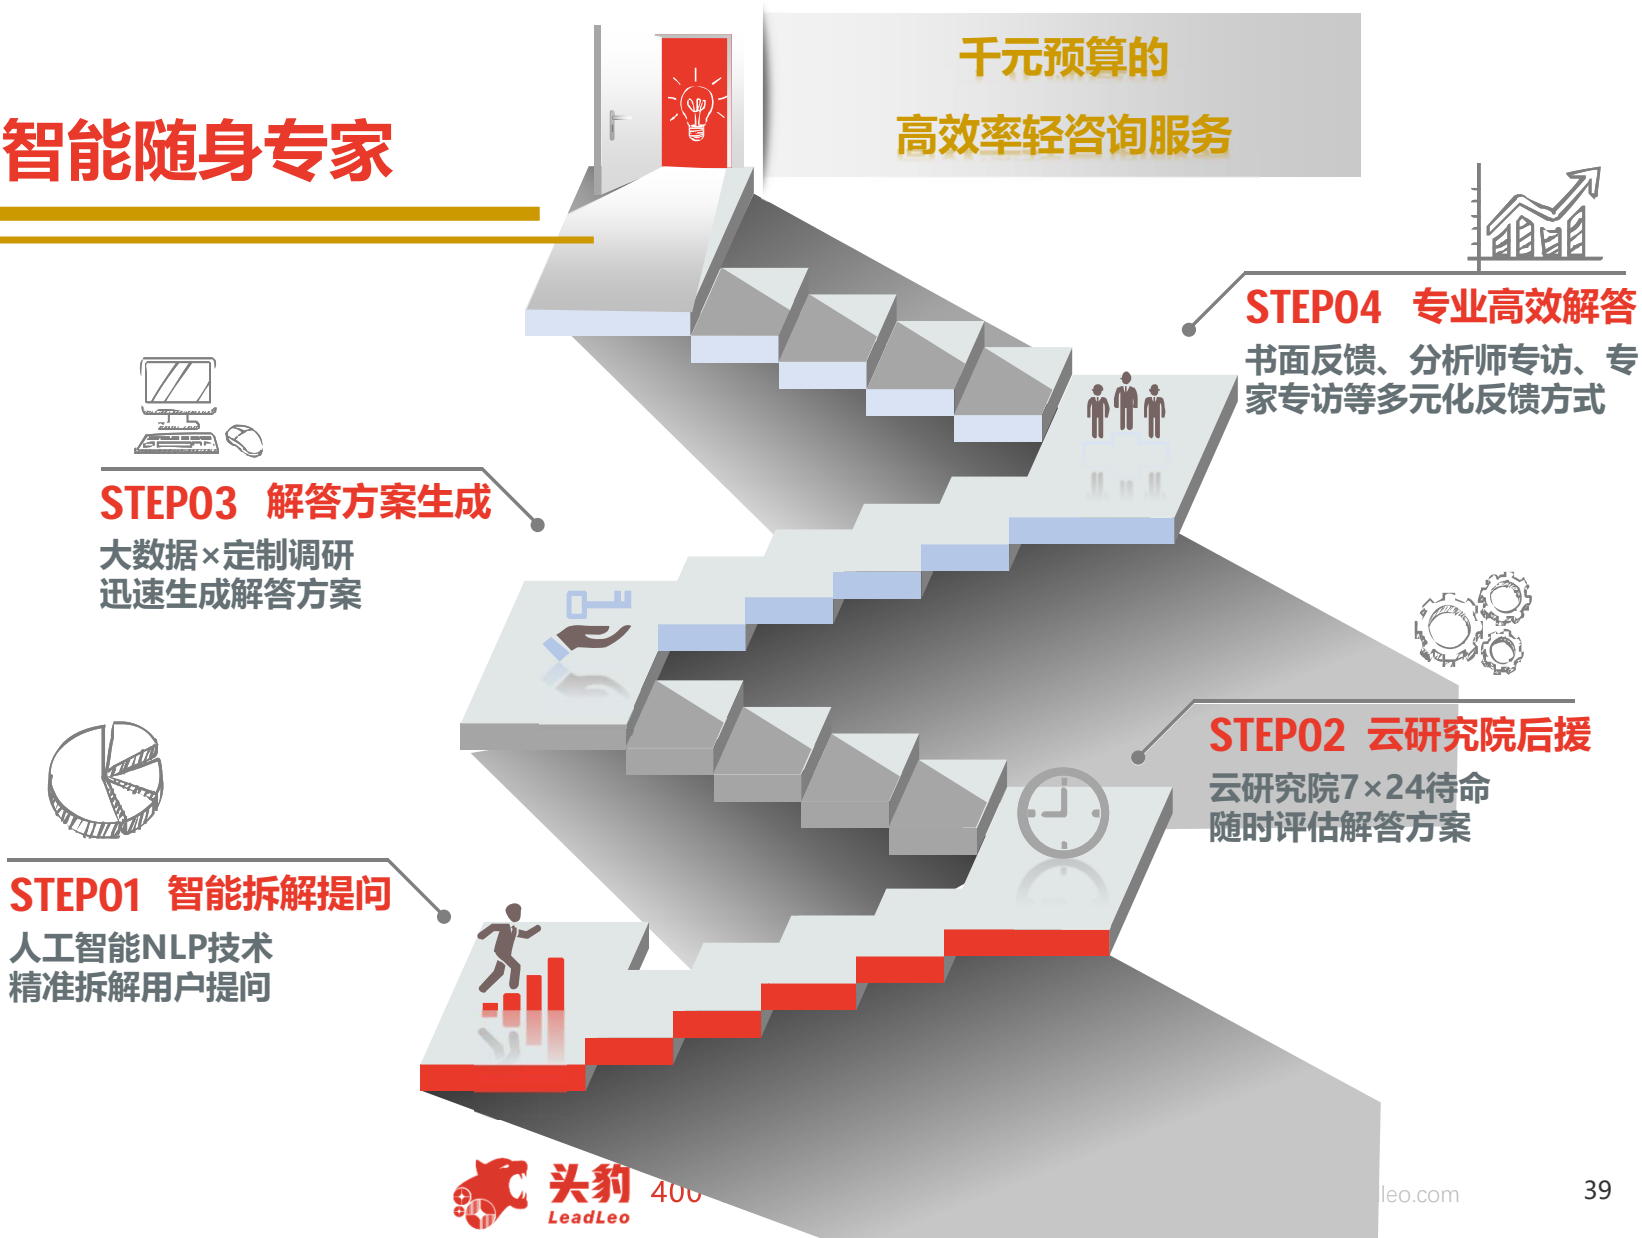 千元预算的
高效率轻咨询服务
智能随身专家
STEP04 专业高效解答
书面反馈、分析师专访、专
家专访等多元化反馈方式
STEP03 解答方案生成
大数据×定制调研
迅速生成解答方案
STEP02 云研究院后援
云研究院7×24待命
随时评估解答方案
STEP01 智能拆解提问
人工智能NLP技术
精准拆解用户提问
头豹
LeadLeo
400
leo.com
39